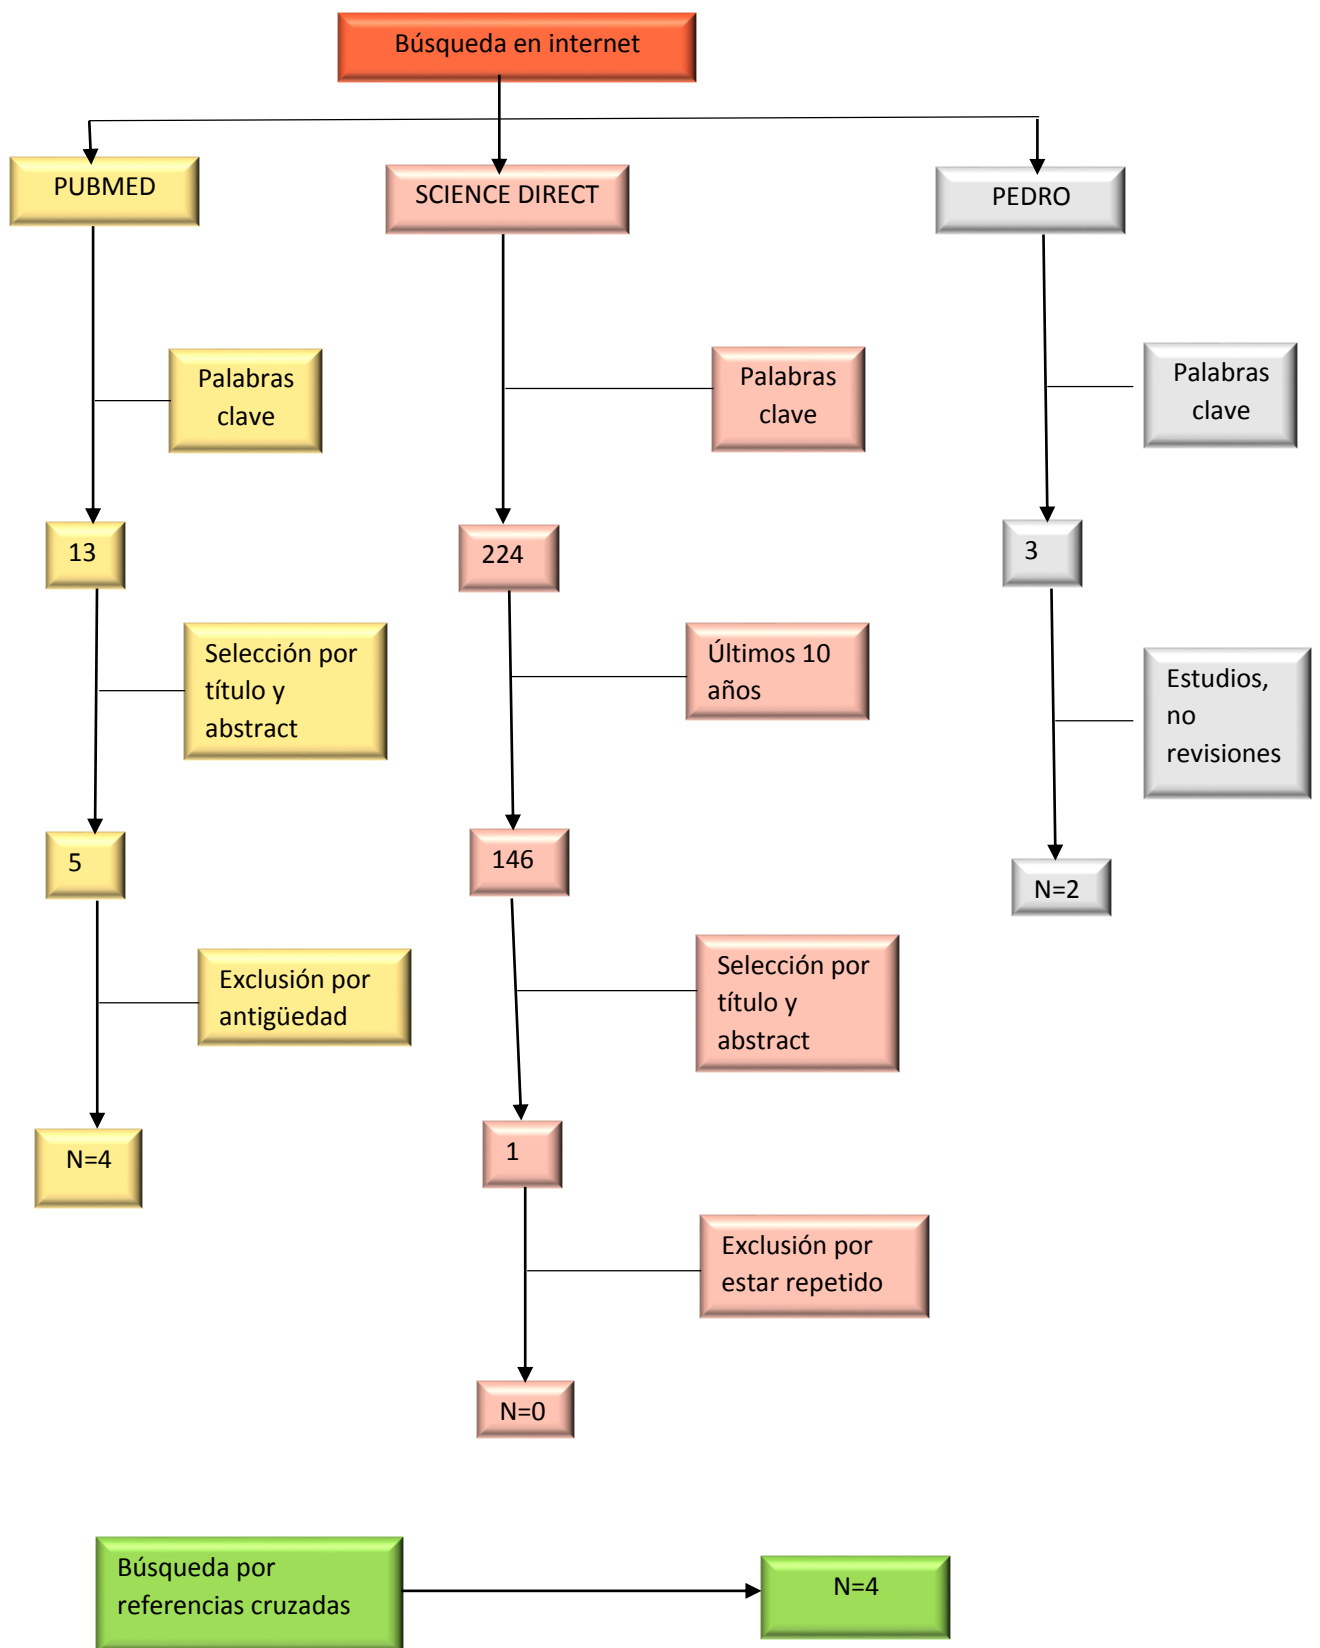 Búsqueda en internet
PUBMED
SCIENCE DIRECT
PEDRO
Palabras
clave
Palabras
clave
Palabras
clave
13
224
3
Selección por
título y
abstract
Últimos 10
años
Estudios,
no
revisiones
5
146
N=2
Exclusión por
antigüedad
Selección por
título y
abstract
N=4
1
Exclusión por
estar repetido
N=0
Búsqueda por
referencias cruzadas
N=4